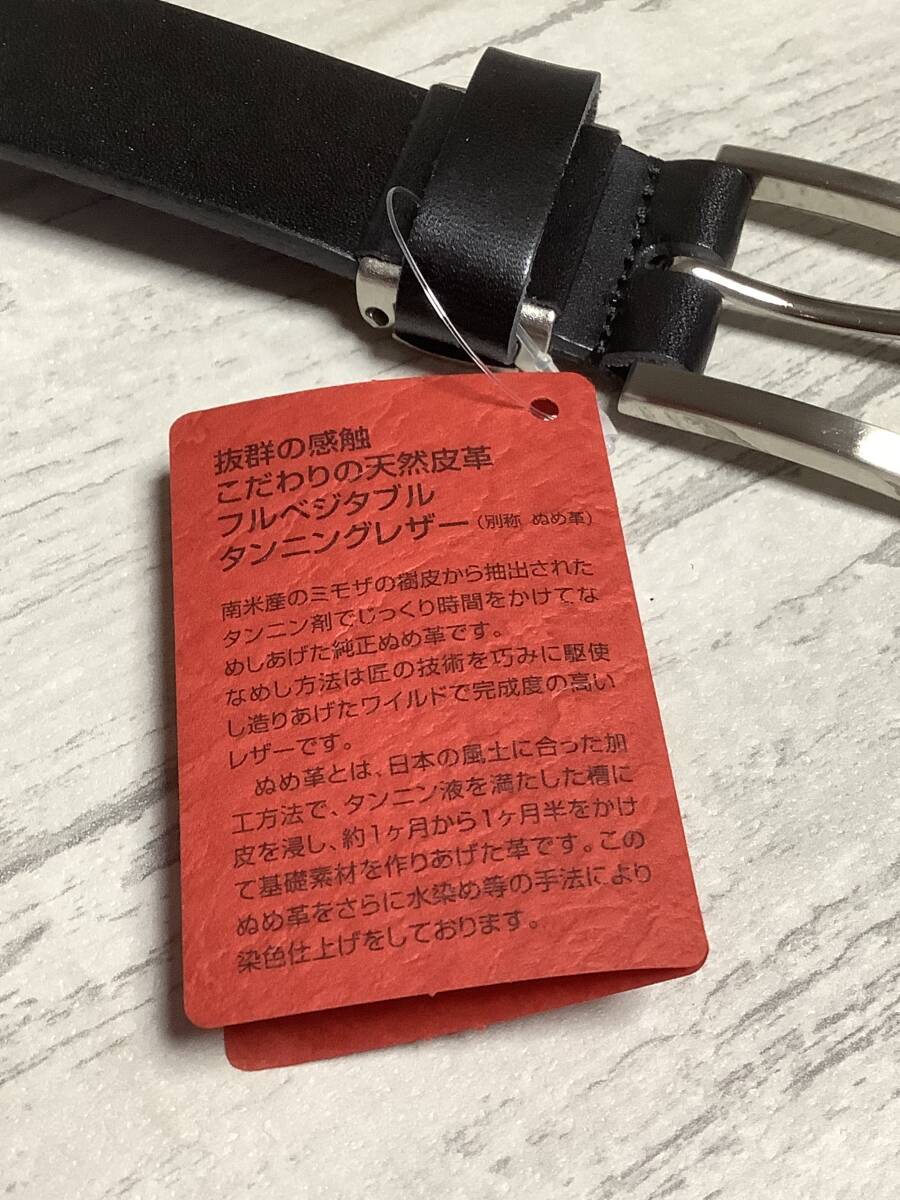 抜群の感触
こだわりの天然皮革
フルベジタブル
タンニングレザー（別称 ぬめ革）
南米産のミモザの樹皮から抽出された
タンニン剤でじっくり時間をかけてな
めしあげた純正ぬめ革です。
なめし方法は匠の技術を巧みに駆使
し造りあげたワイルドで完成度の高い
レザーです。
ぬめ革とは、日本の風土に合った加
工方法で、タンニン液を満たした槽に
皮を浸し、約1ヶ月から1ヶ月半をかけ
て基礎素材を作りあげた革です。この
ぬめ革をさらに水染め等の手法により
染色仕上げをしております。